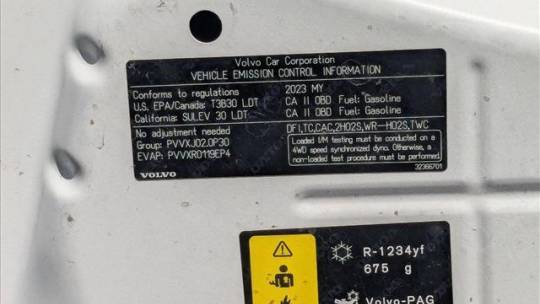 Volvo Car Corporation
VEHICLE EMISSION CONTROL INFORMATION
Conforms to regulations: 2023 MY
U.S. EPA/Canada: T3B30 LDT CA II OBD Fuel: Gasoline
California: SULEV 30 LDT CA II OBD Fuel: Gasoline
No adjustment needed DFI,TC,CAC,2HO2S,WR-HO2S,TWC
Group: PVVXJ02.0P30
EVAP: PVVXR0119EP4
Loaded I/M testing must be conducted on a
4WD speed synchronized dyno. Otherwise, a
non-loaded test procedure must be performed
VOLVO
32366701
R-1234yf
675 g
Volvo-PAG